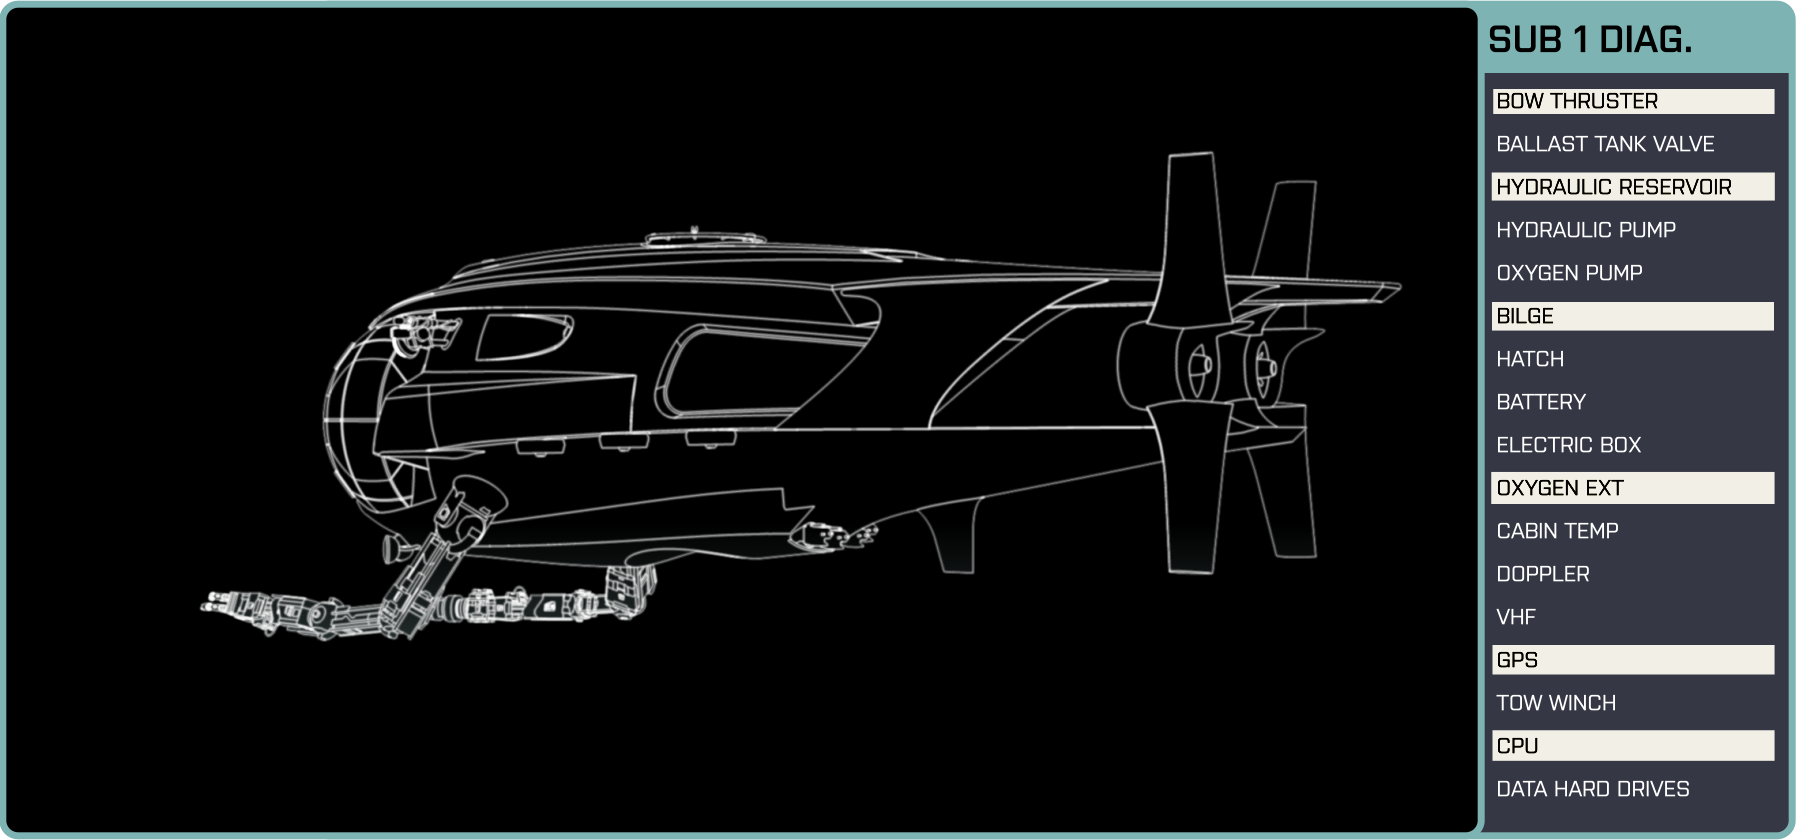 SUB 1 DIAG.
BOW THRUSTER
BALLAST TANK VALVE
HYDRAULIC RESERVOIR
HYDRAULIC PUMP
OXYGEN PUMP
BILGE
HATCH
BATTERY
ELECTRIC BOX
OXYGEN EXT
CABIN TEMP
DOPPLER
VHF
GPS
TOW WINCH
CPU
DATA HARD DRIVES